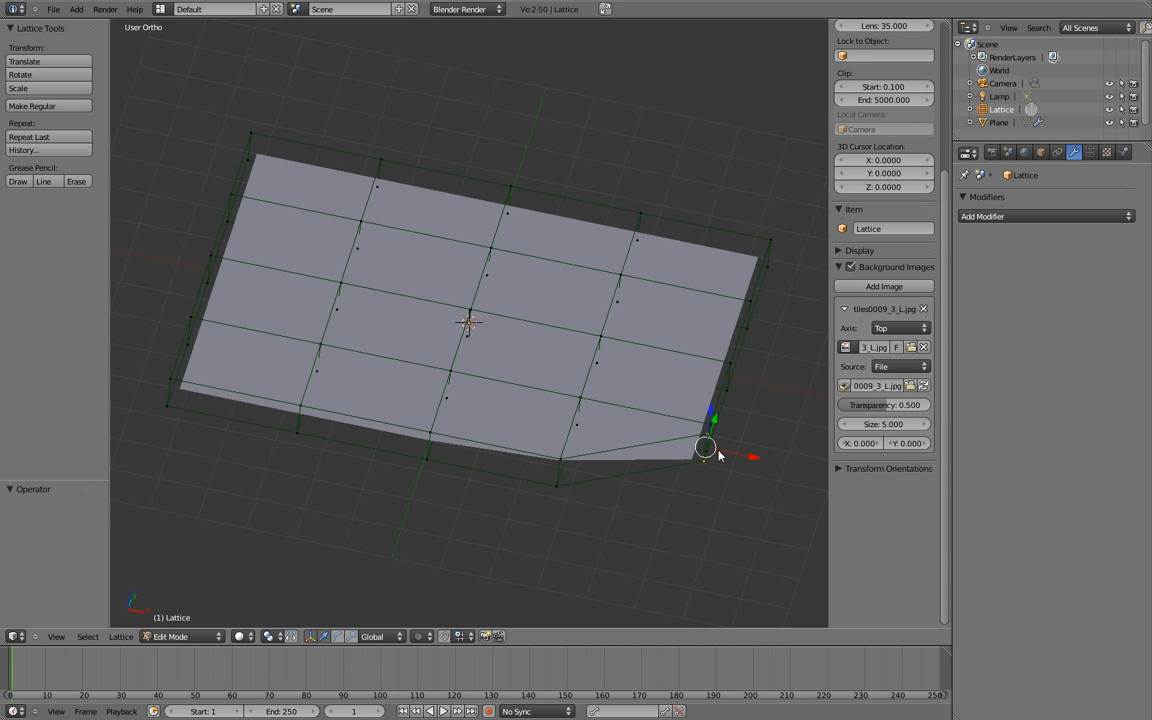 File Add Render Help Default Scene Blender Render Ve:2-50 | Lattice
Lattice Tools
Transform:
Translate
Rotate
Scale
Make Regular
Repeat:
Repeat Last
History...
Grease Pencil:
Draw Line Erase
Operator
User Ortho
(1) Lattice
Lens: 35.000
Lock to Object:
Clip:
Start: 0.100
End: 5000.000
Local Camera:
Camera
3D Cursor Location:
X: 0.0000
Y: 0.0000
Z: 0.0000
Item
Lattice
Display
Background Images
Add Image
tiles0009_3_L.jpg
Axis: Top
3_L.jpg F
Source: File
0009_3_L.jpg
Transparency: 0.500
Size: 5.000
X: 0.000 Y: 0.000
Transform Orientations
View Search All Scenes
Scene
RenderLayers
World
Camera
Lamp
Lattice
Plane
Lattice
Modifiers
Add Modifier
View Select Lattice Edit Mode Global
0 10 20 30 40 50 60 70 80 90 100 110 120 130 140 150 160 170 180 190 200 210 220 230 240 250
View Frame Playback Start: 1 End: 250 1 No Sync